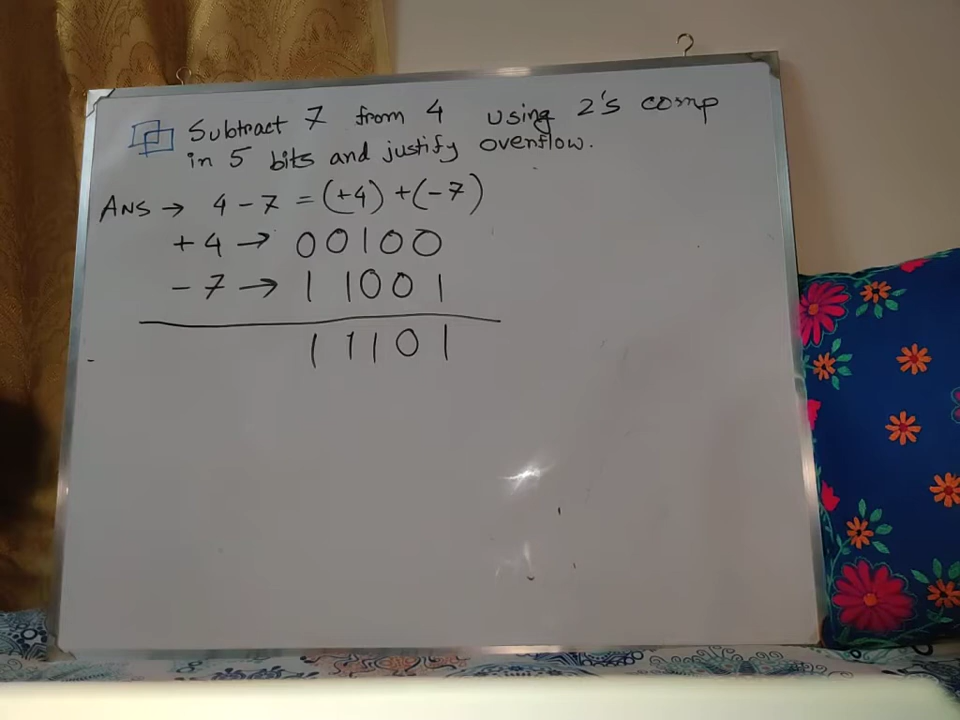 Subtract 7 from 4 using 2's comp
in 5 bits and justify overflow.
Ans → 4 - 7 = (+4) + (-7)
+4 → 00100
-7 → 11001
11101